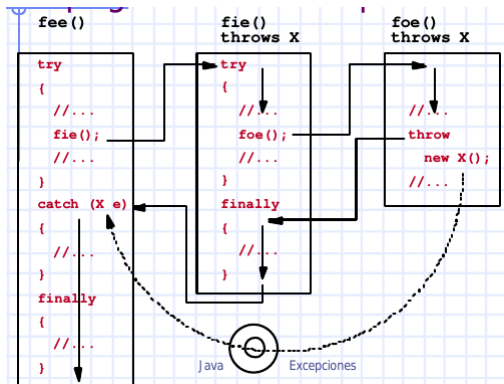 fee()
try
{
//...
fie();
//...
}
catch (X e)
{
//...
}
finally
{
//...
}
fie()
throws X
try
{
//...
foe();
//...
}
finally
{
//...
}
foe()
throws X
//...
throw
new X();
//...
Java Excepciones